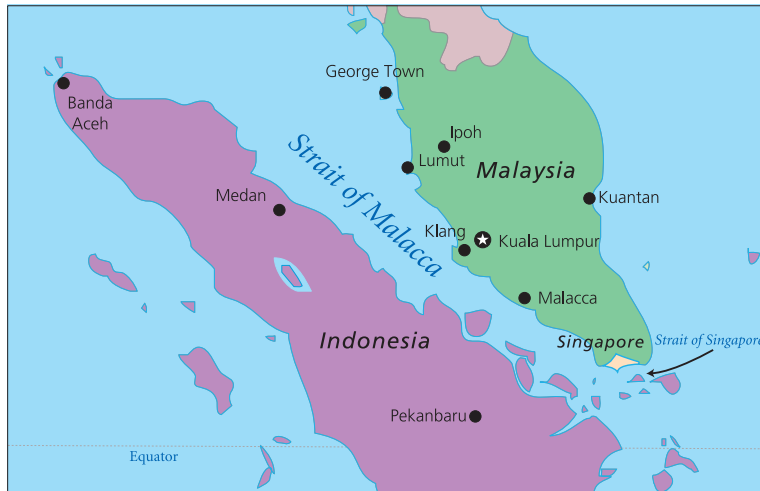 George Town
Banda
Aceh
Ipoh
Lumut
Strait of Malacca
Malaysia
Medan
Kuantan
Klang
Kuala Lumpur
Malacca
Indonesia
Singapore
Strait of Singapore
Pekanbaru
Equator